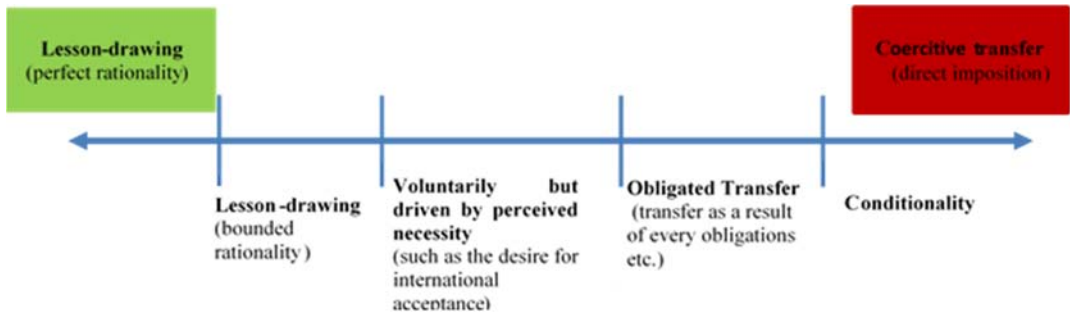 Lesson-drawing
(perfect rationality)
Coercitive transfer
(direct imposition)
Lesson-drawing
(bounded
rationality)
Voluntarily but
driven by perceived
necessity
(such as the desire for
international
acceptance)
Obligated Transfer
(transfer as a result
of every obligations
etc.)
Conditionality